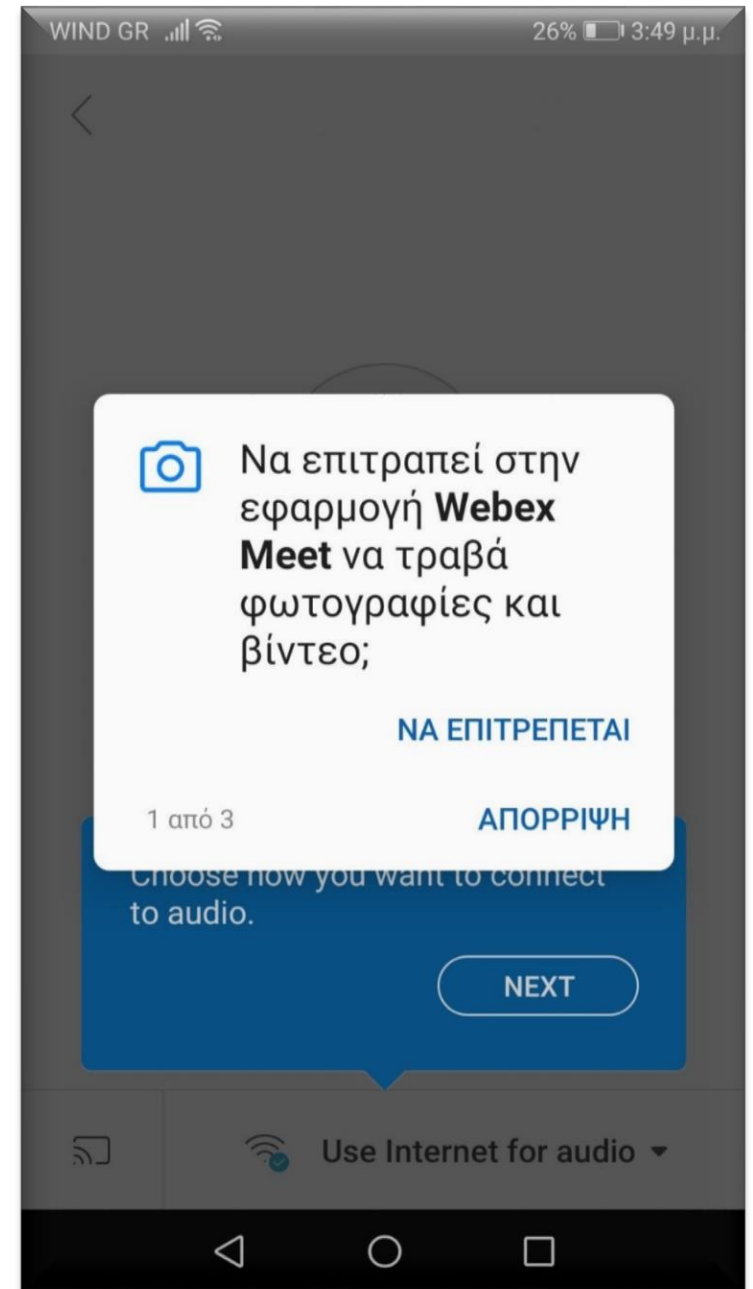 WIND GR 26% 3:49 μ.μ.
Να επιτραπεί στην
εφαρμογή Webex
Meet να τραβά
φωτογραφίες και
βίντεο;
ΝΑ ΕΠΙΤΡΕΠΕΤΑΙ
1 από 3 ΑΠΟΡΡΙΨΗ
Choose how you want to connect
to audio.
NEXT
Use Internet for audio